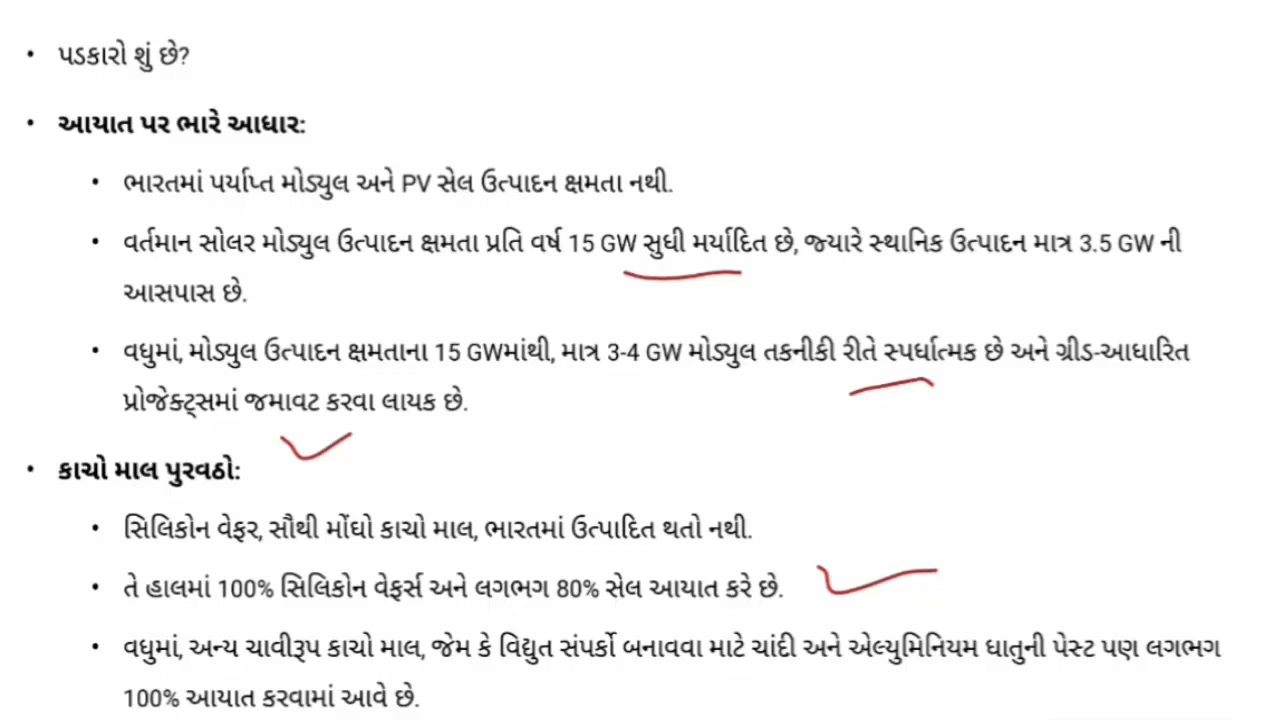 • પડકારો શું છે?
• આયાત પર ભારે આધાર:
• ભારતમાં પર્યાપ્ત મોડ્યુલ અને PV સેલ ઉત્પાદન ક્ષમતા નથી.
• વર્તમાન સોલર મોડ્યુલ ઉત્પાદન ક્ષમતા પ્રતિ વર્ષ 15 GW સુધી મર્યાદિત છે, જ્યારે સ્થાનિક ઉત્પાદન માત્ર 3.5 GW ની
આસપાસ છે.
• વધુમાં, મોડ્યુલ ઉત્પાદન ક્ષમતાના 15 GWમાંથી, માત્ર 3-4 GW મોડ્યુલ તકનીકી રીતે સ્પર્ધાત્મક છે અને ગ્રીડ-આધારિત
પ્રોજેક્ટ્સમાં જમાવટ કરવા લાયક છે.
• કાચો માલ પુરવઠો:
• સિલિકોન વેફર, સૌથી મોંઘો કાચો માલ, ભારતમાં ઉત્પાદિત થતો નથી.
• તે હાલમાં 100% સિલિકોન વેફર્સ અને લગભગ 80% સેલ આયાત કરે છે.
• વધુમાં, અન્ય ચાવીરૂપ કાચો માલ, જેમ કે વિદ્યુત સંપર્કો બનાવવા માટે ચાંદી અને એલ્યુમિનિયમ ધાતુની પેસ્ટ પણ લગભગ
100% આયાત કરવામાં આવે છે.